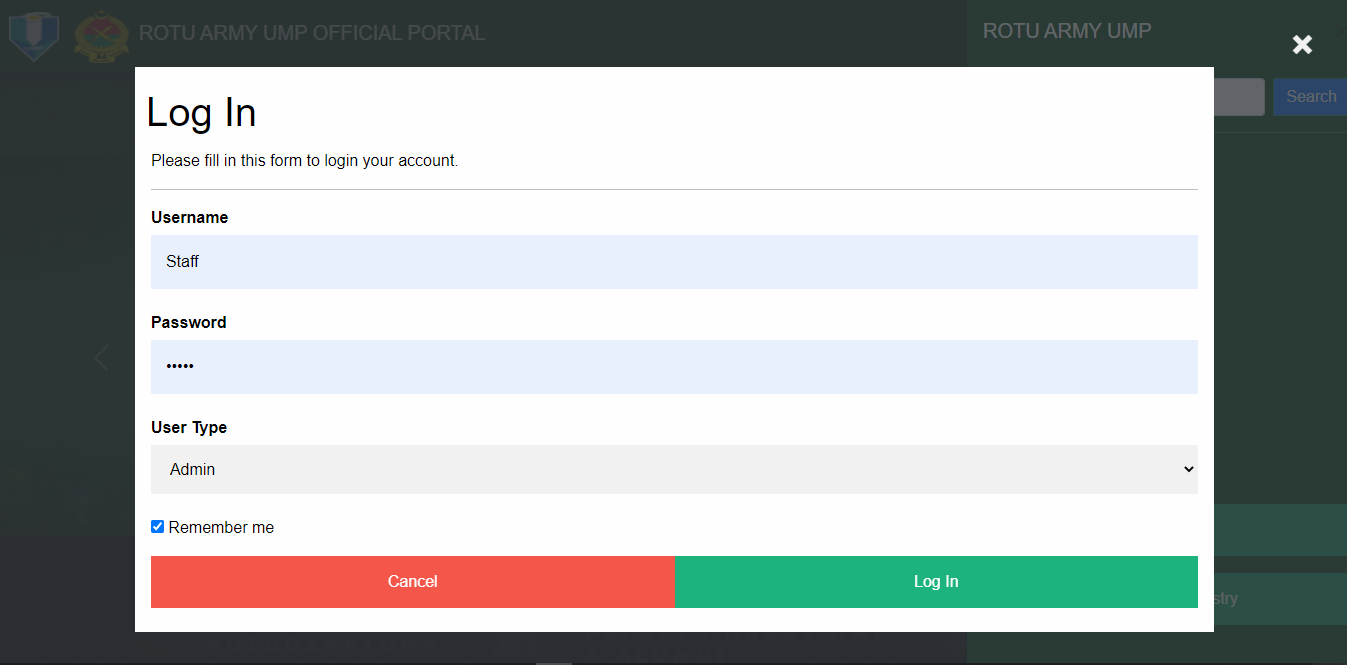 ROTU ARMY UMP OFFICIAL PORTAL
ROTU ARMY UMP
Search
Log In
Please fill in this form to login your account.
Username
Staff
Password
•••••
User Type
Admin
Remember me
Cancel
Log In